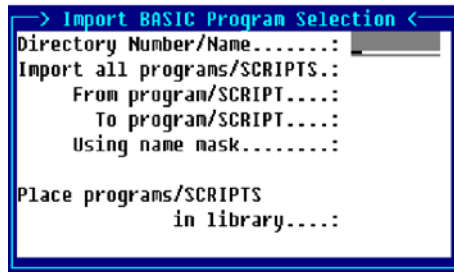 ──> Import BASIC Program Selection <──
Directory Number/Name.......:
Import all programs/SCRIPTS.:
From program/SCRIPT....:
To program/SCRIPT....:
Using name mask........:
Place programs/SCRIPTS
in library....: